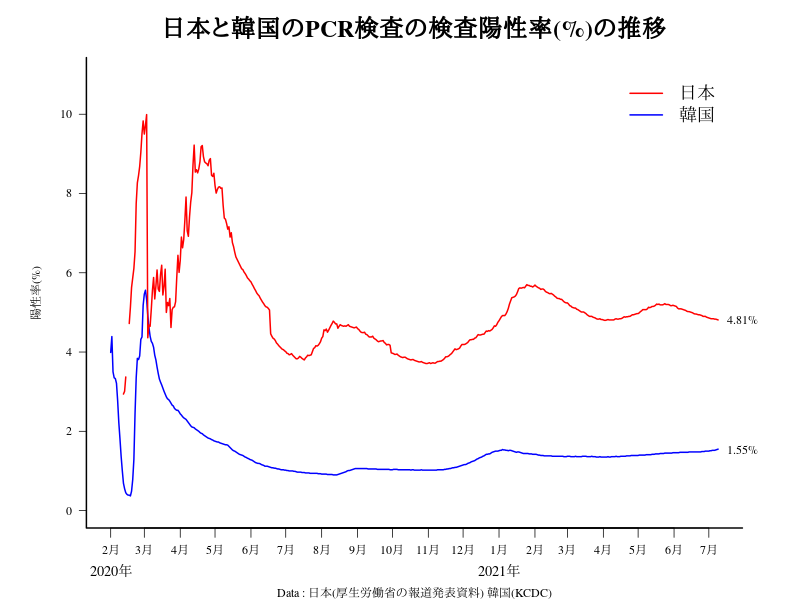 日本と韓国のPCR検査の検査陽性率(%)の推移
日本
韓国
陽性率(%)
10
8
6
4
2
0
4.81%
1.55%
2月 3月 4月 5月 6月 7月 8月 9月 10月 11月 12月 1月 2月 3月 4月 5月 6月 7月
2020年 2021年
Data : 日本(厚生労働省の報道発表資料) 韓国(KCDC)